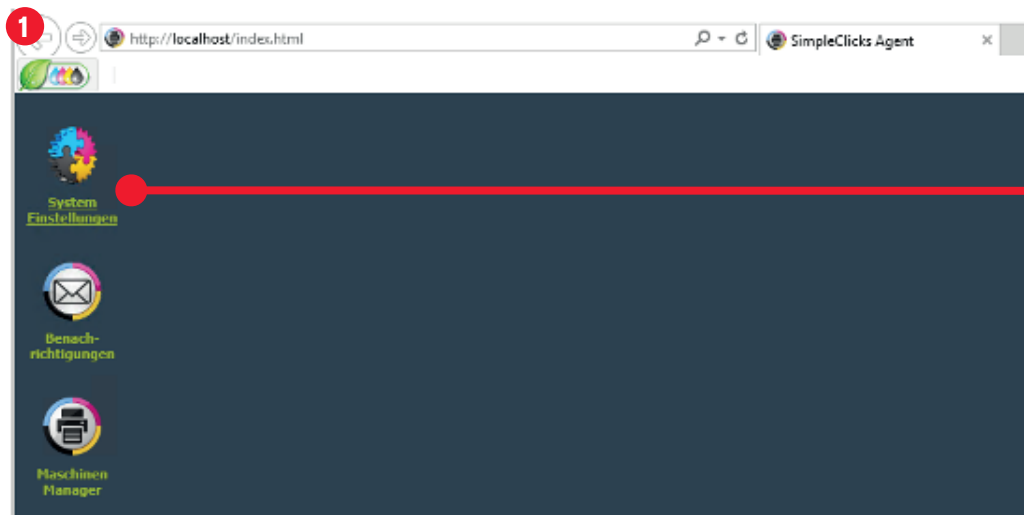 1
http://localhost/index.html
SimpleClicks Agent
System
Einstellungen
Benach-
richtigungen
Maschinen
Manager